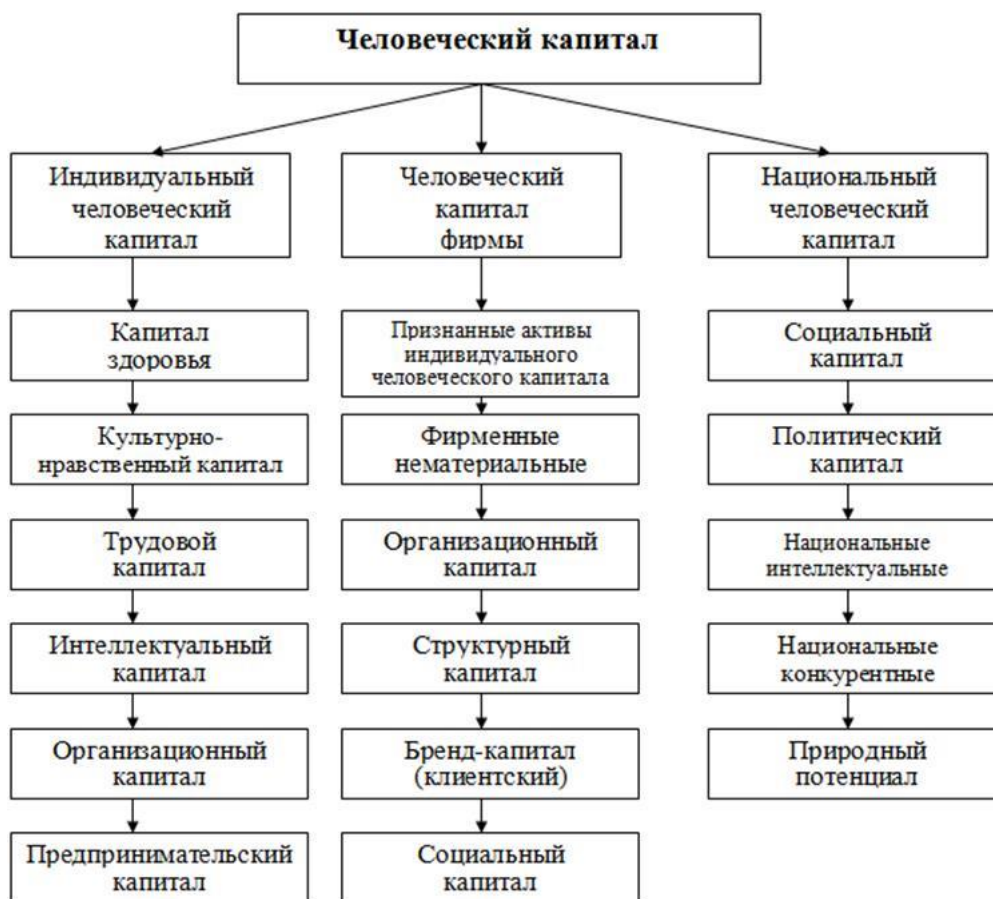 Человеческий капитал
Индивидуальный
человеческий
капитал
Человеческий
капитал
фирмы
Национальный
человеческий
капитал
Капитал
здоровья
Признанные активы
индивидуального
человеческого капитала
Социальный
капитал
Культурно-
нравственный капитал
Фирменные
нематериальные
Политический
капитал
Трудовой
капитал
Организационный
капитал
Национальные
интеллектуальные
Интеллектуальный
капитал
Структурный
капитал
Национальные
конкурентные
Организационный
капитал
Бренд-капитал
(клиентский)
Природный
потенциал
Предпринимательский
капитал
Социальный
капитал